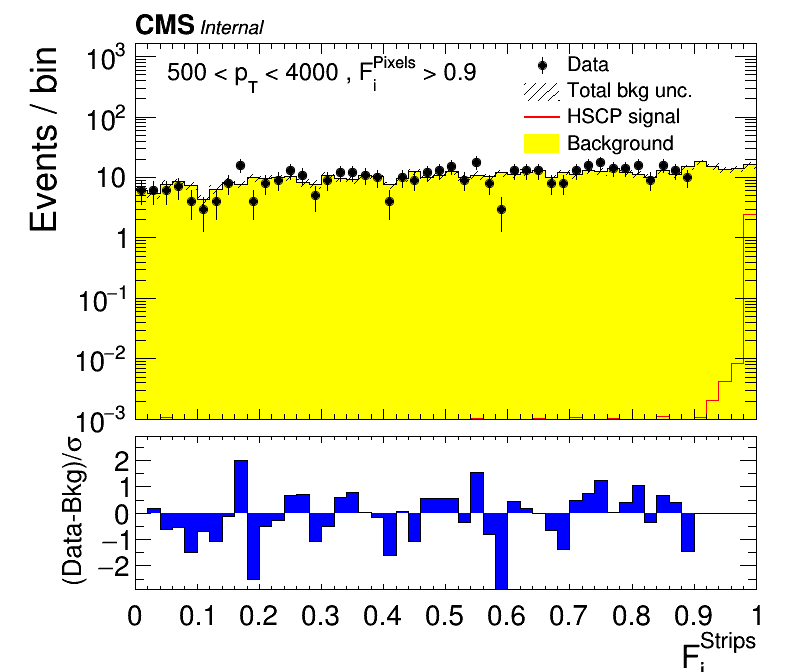 CMS Internal
500 < p_T < 4000 , F_i^Pixels > 0.9
Data
Total bkg unc.
HSCP signal
Background
Events / bin
10^3
10^2
10
1
10^−1
10^−2
10^−3
(Data-Bkg)/σ
2
1
0
−1
−2
0 0.1 0.2 0.3 0.4 0.5 0.6 0.7 0.8 0.9 1
F_i^Strips